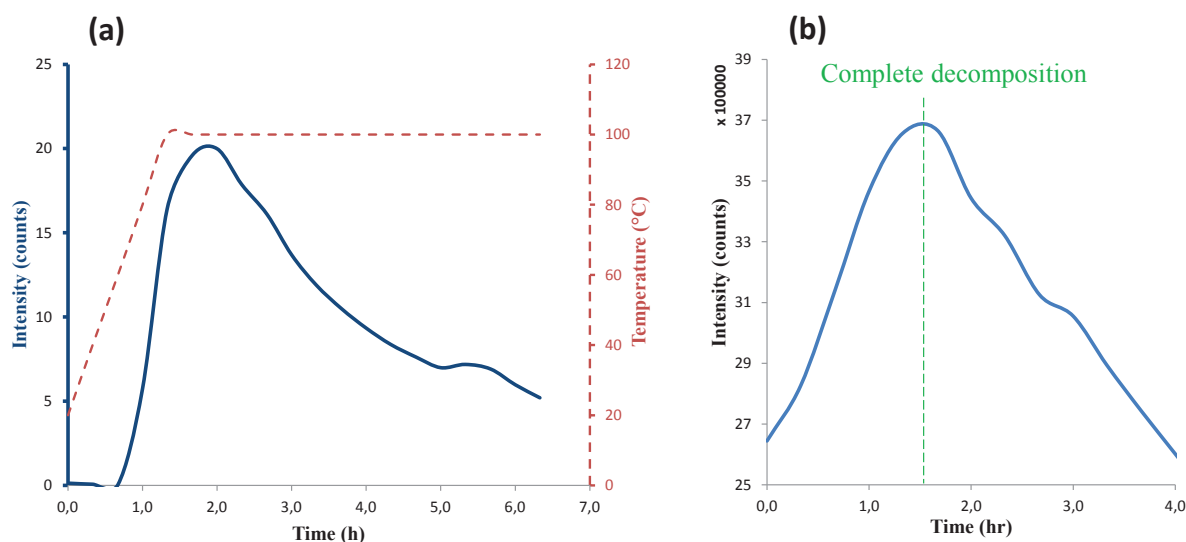 (a)
25
20
15
10
5
0
Intensity (counts)
120
100
80
60
40
20
0
Temperature (°C)
0,0 1,0 2,0 3,0 4,0 5,0 6,0 7,0
Time (h)
(b)
Complete decomposition
x 100000
39
37
35
33
31
29
27
25
Intensity (counts)
0,0 1,0 2,0 3,0 4,0
Time (hr)